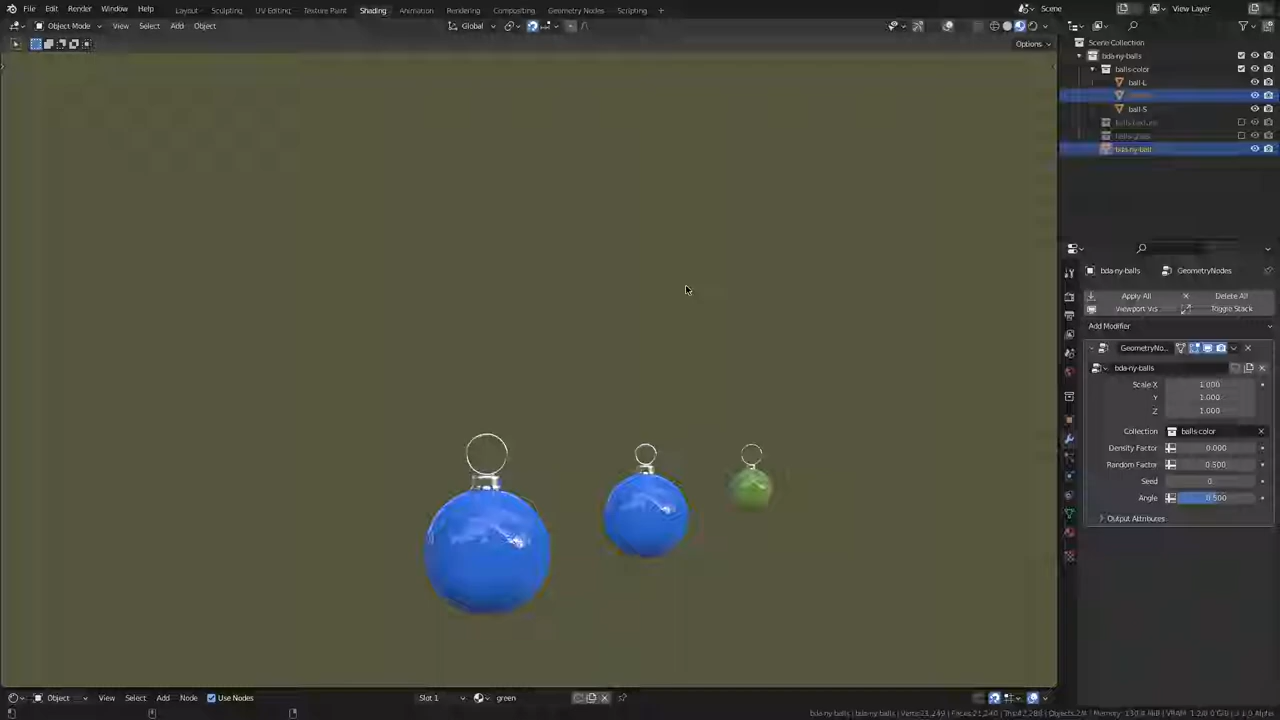 File Edit Render Window Help Layout Sculpting UV Editing Texture Paint Shading Animation Rendering Compositing Geometry Nodes Scripting + Scene View Layer
Object Mode View Select Add Object Global
Options
Scene Collection
bda-ny-balls
balls-color
ball-L
ball-S
bda-ny-ball
bda-ny-balls GeometryNodes
Apply All Delete All
Viewport Vis Toggle Stack
Add Modifier
GeometryNo...
bda-ny-balls
Scale X 1.000
Y 1.000
Z 1.000
Collection balls-color
Density Factor 0.000
Random Factor 0.500
Seed 0
Angle 0.500
Output Attributes
Object View Select Add Node Use Nodes Slot 1 green